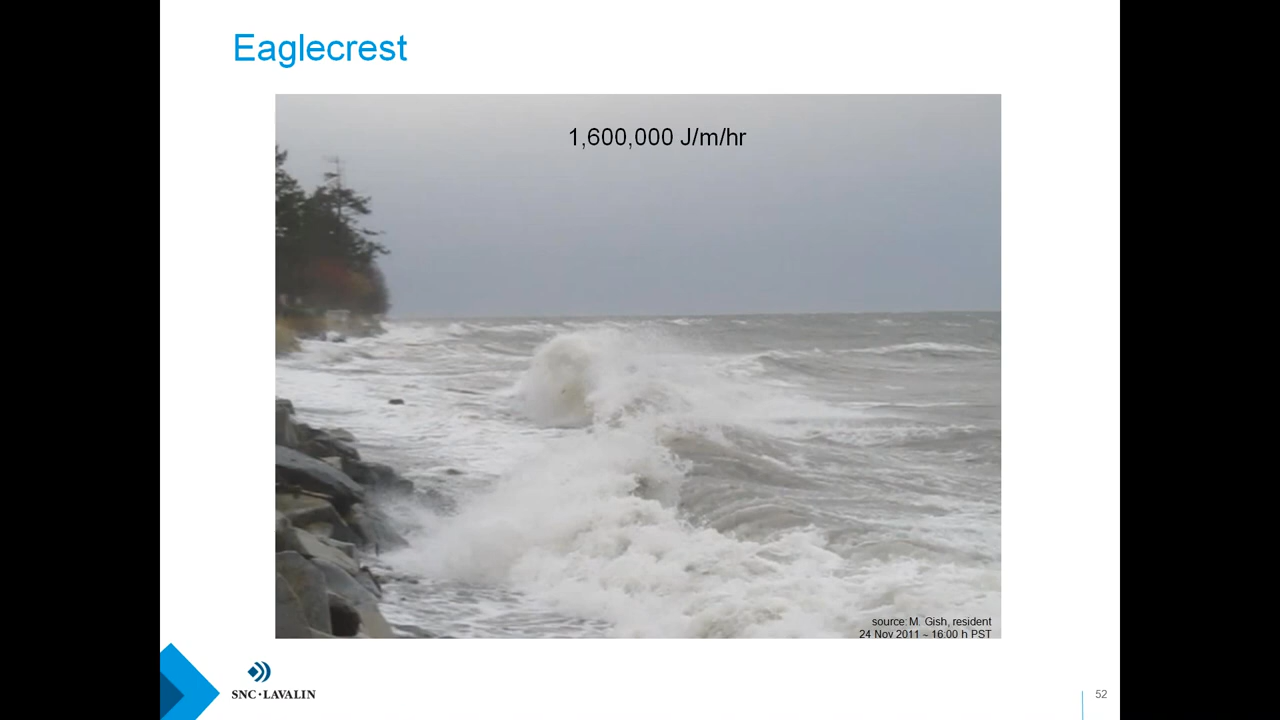 Eaglecrest
1,600,000 J/m/hr
source: M. Gish, resident
24 Nov 2011 ~ 16:00 h PST
SNC·LAVALIN
52